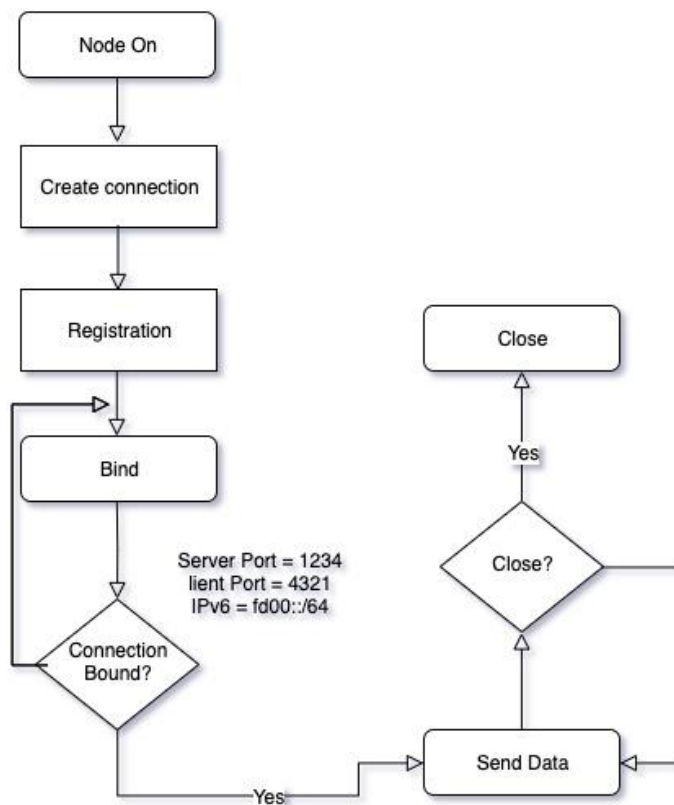 Node On
Create connection
Registration
Bind
Server Port = 1234
lient Port = 4321
IPv6 = fd00::/64
Connection
Bound?
Yes
Close
Yes
Close?
Send Data